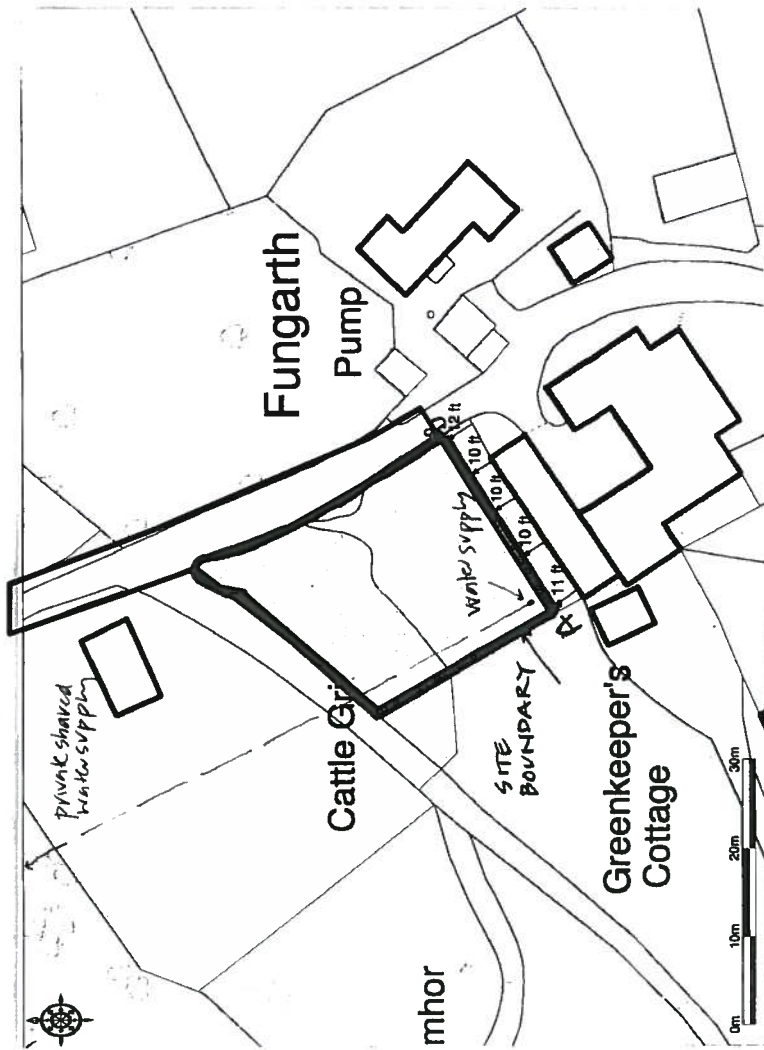 private shared
water supply
Fungarth
Pump
Cattle Gri
12 ft
10 ft
10 ft
10 ft
11 ft
water supply
A
SITE
BOUNDARY
Greenkeeper's
Cottage
mhor
0m
10m
20m
30m